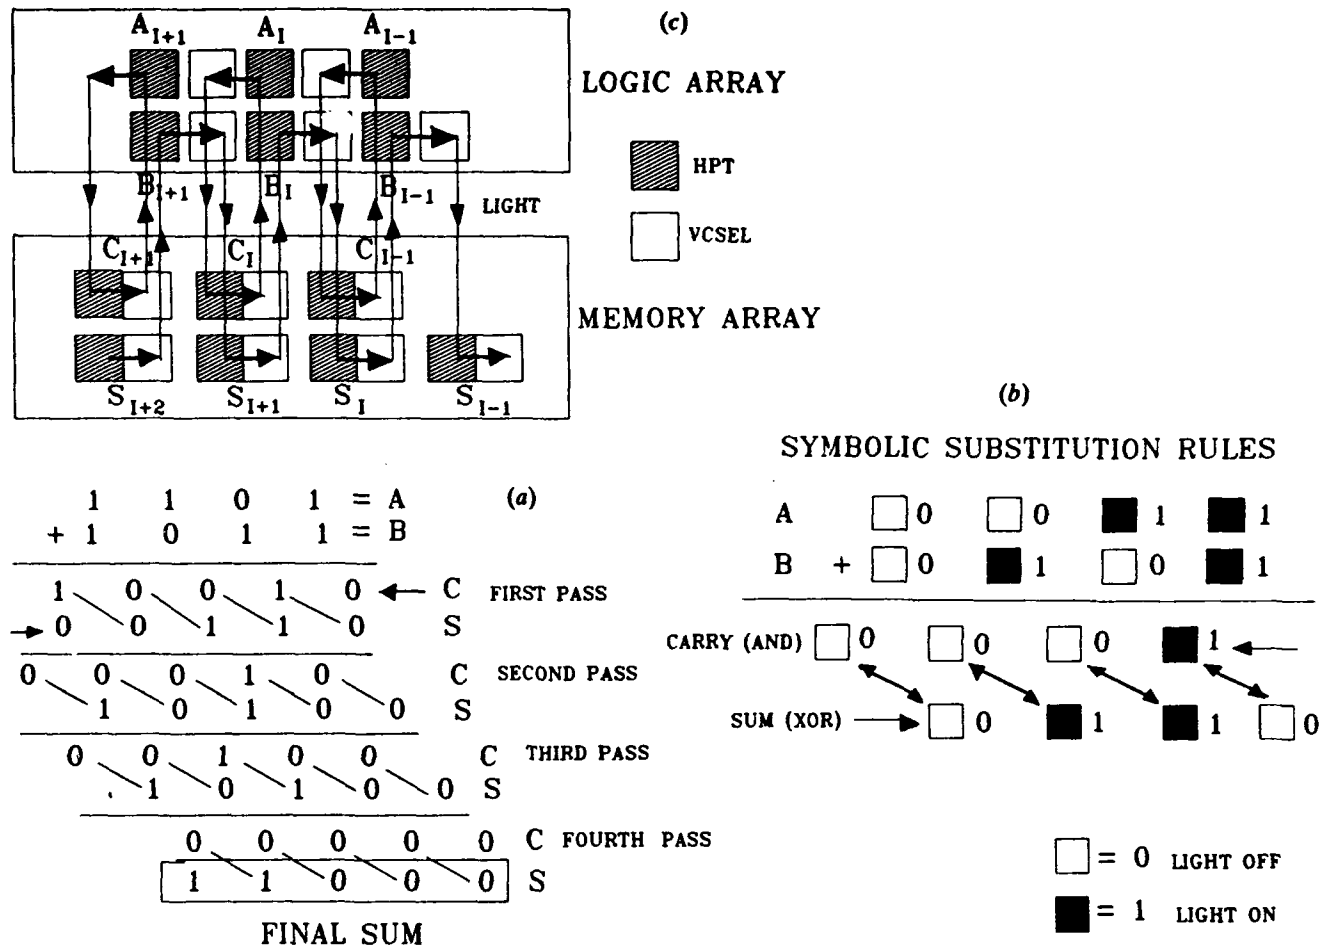 (c)
A_{I+1} A_I A_{I-1}
LOGIC ARRAY
HPT
B_{I+1} B_I B_{I-1}
LIGHT
VCSEL
C_{I+1} C_I C_{I-1}
MEMORY ARRAY
S_{I+2} S_{I+1} S_I S_{I-1}
(a)
1 1 0 1 = A
+ 1 0 1 1 = B
1 0 0 1 0 C FIRST PASS
0 0 1 1 0 S
0 0 0 1 0 C SECOND PASS
1 0 1 0 0 S
0 0 1 0 0 C THIRD PASS
1 0 1 0 0 S
0 0 0 0 0 C FOURTH PASS
1 1 0 0 0 S
FINAL SUM
(b)
SYMBOLIC SUBSTITUTION RULES
A 0 0 1 1
B + 0 1 0 1
CARRY (AND) 0 0 0 1
SUM (XOR) 0 1 1 0
= 0 LIGHT OFF
= 1 LIGHT ON